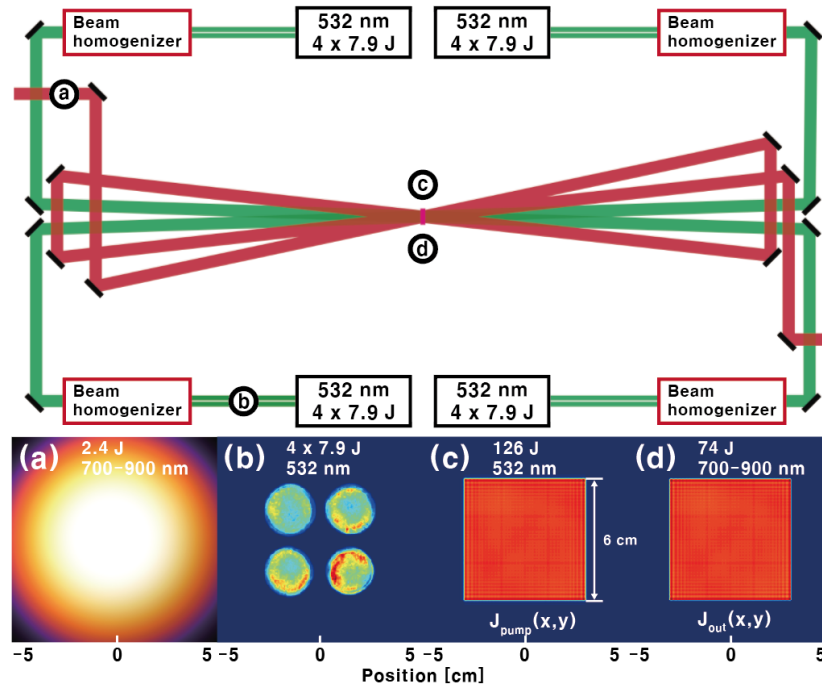 Beam
homogenizer
532 nm
4 x 7.9 J
532 nm
4 x 7.9 J
Beam
homogenizer
a
c
d
Beam
homogenizer
b
532 nm
4 x 7.9 J
532 nm
4 x 7.9 J
Beam
homogenizer
(a)
2.4 J
700-900 nm
(b)
4 x 7.9 J
532 nm
(c)
126 J
532 nm
6 cm
J_pump(x,y)
(d)
74 J
700-900 nm
J_out(x,y)
-5 0 5 -5 0 5 -5 0 5 -5 0 5
Position [cm]